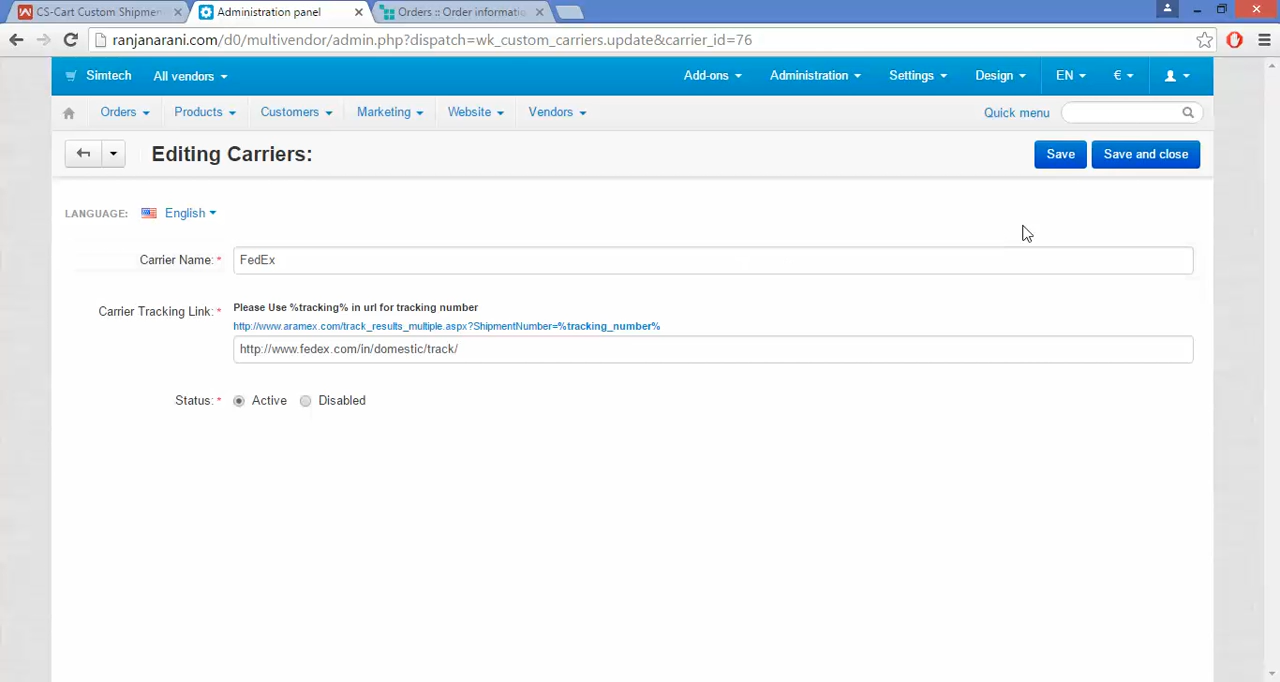 CS-Cart Custom Shipmen
Administration panel
Orders :: Order informati
ranjanarani.com/d0/multivendor/admin.php?dispatch=wk_custom_carriers.update&carrier_id=76
Simtech
All vendors
Add-ons
Administration
Settings
Design
EN
€
Orders
Products
Customers
Marketing
Website
Vendors
Quick menu
Editing Carriers:
Save
Save and close
LANGUAGE:
English
Carrier Name: *
FedEx
Carrier Tracking Link: *
Please Use %tracking% in url for tracking number
http://www.aramex.com/track_results_multiple.aspx?ShipmentNumber=%tracking_number%
http://www.fedex.com/in/domestic/track/
Status: *
Active
Disabled